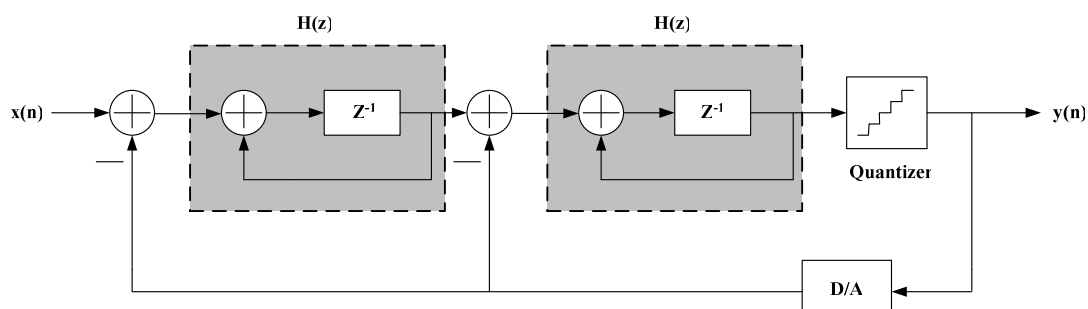 H(z)
H(z)
x(n)
Z-1
Z-1
y(n)
Quantizer
D/A